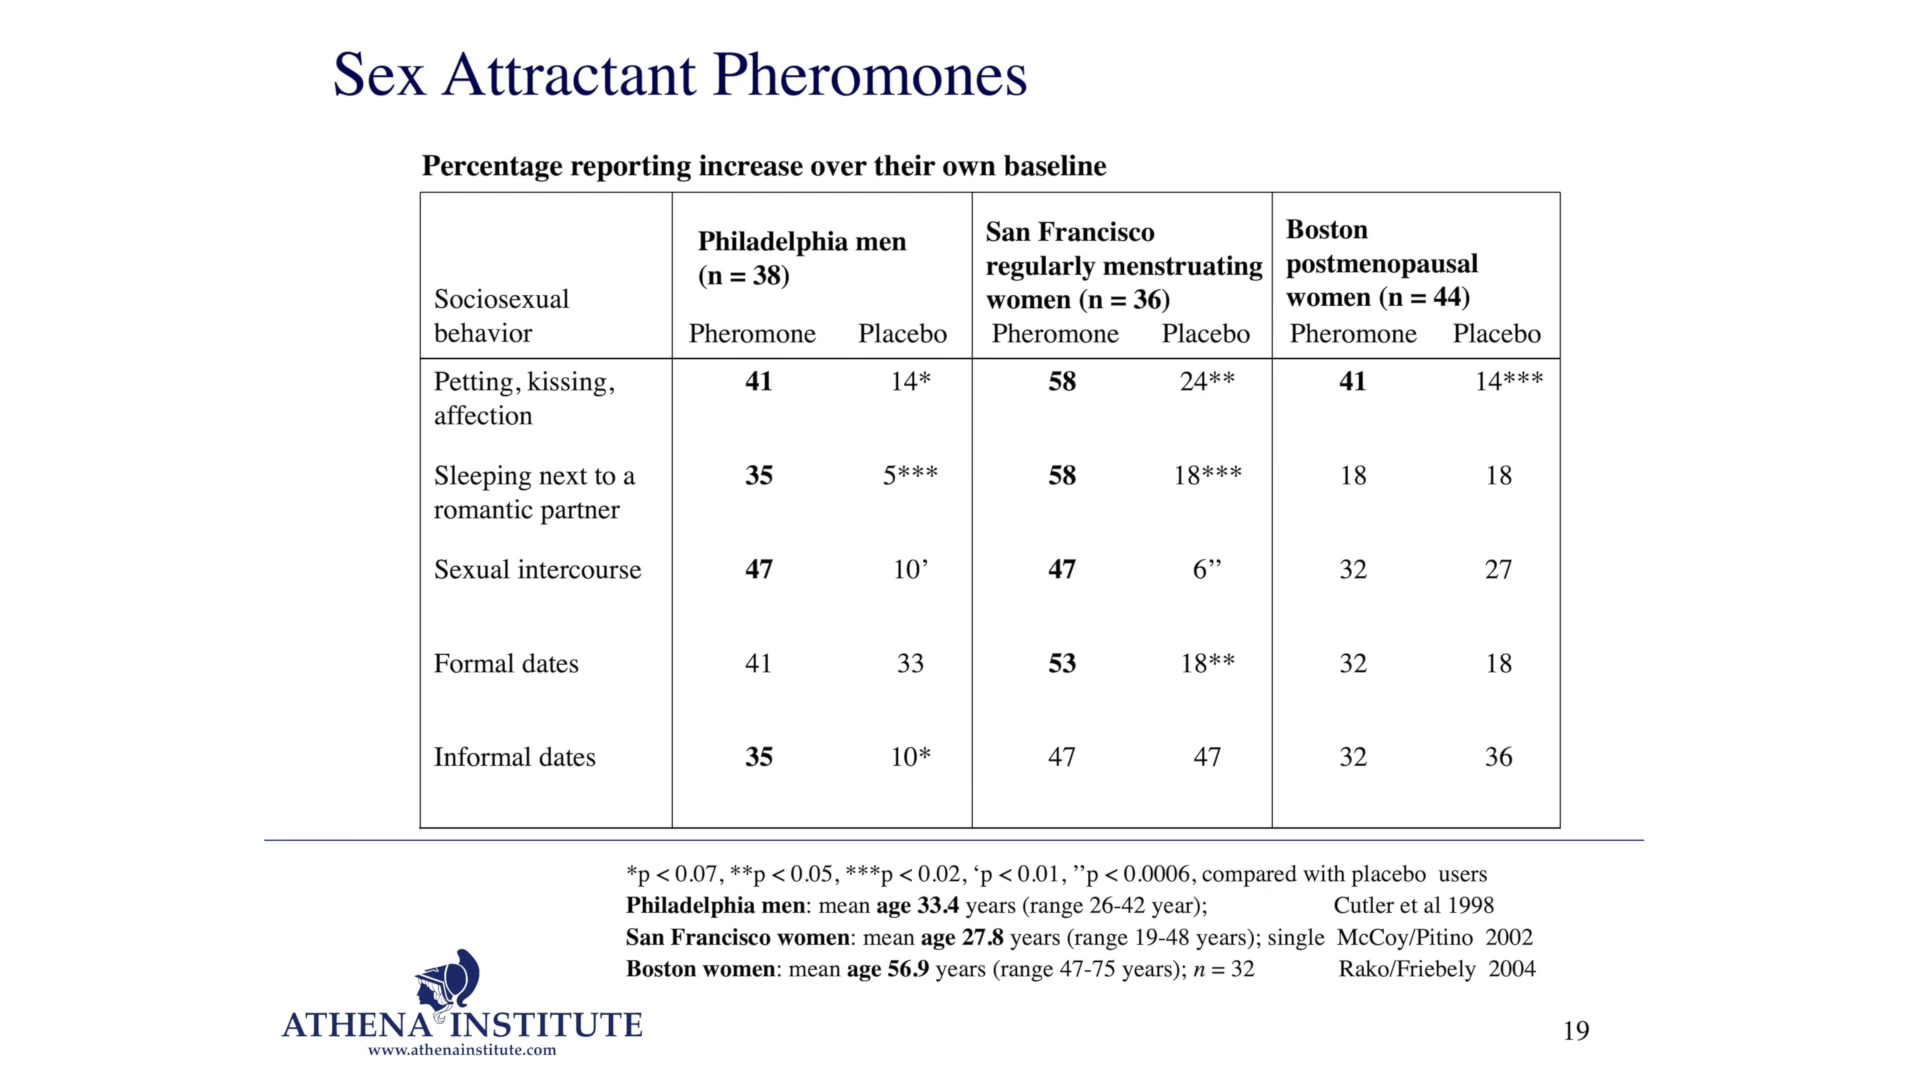 Sex Attractant Pheromones
Percentage reporting increase over their own baseline
Sociosexual
behavior
Philadelphia men
(n = 38)
Pheromone Placebo
San Francisco
regularly menstruating
women (n = 36)
Pheromone Placebo
Boston
postmenopausal
women (n = 44)
Pheromone Placebo
Petting, kissing,
affection
41 14* 58 24** 41 14***
Sleeping next to a
romantic partner
35 5*** 58 18*** 18 18
Sexual intercourse 47 10’ 47 6’’ 32 27
Formal dates 41 33 53 18** 32 18
Informal dates 35 10* 47 47 32 36
*p < 0.07, **p < 0.05, ***p < 0.02, ‘p < 0.01, ’’p < 0.0006, compared with placebo users
Philadelphia men: mean age 33.4 years (range 26-42 year); Cutler et al 1998
San Francisco women: mean age 27.8 years (range 19-48 years); single McCoy/Pitino 2002
Boston women: mean age 56.9 years (range 47-75 years); n = 32 Rako/Friebely 2004
ATHENA INSTITUTE
www.athenainstitute.com
19